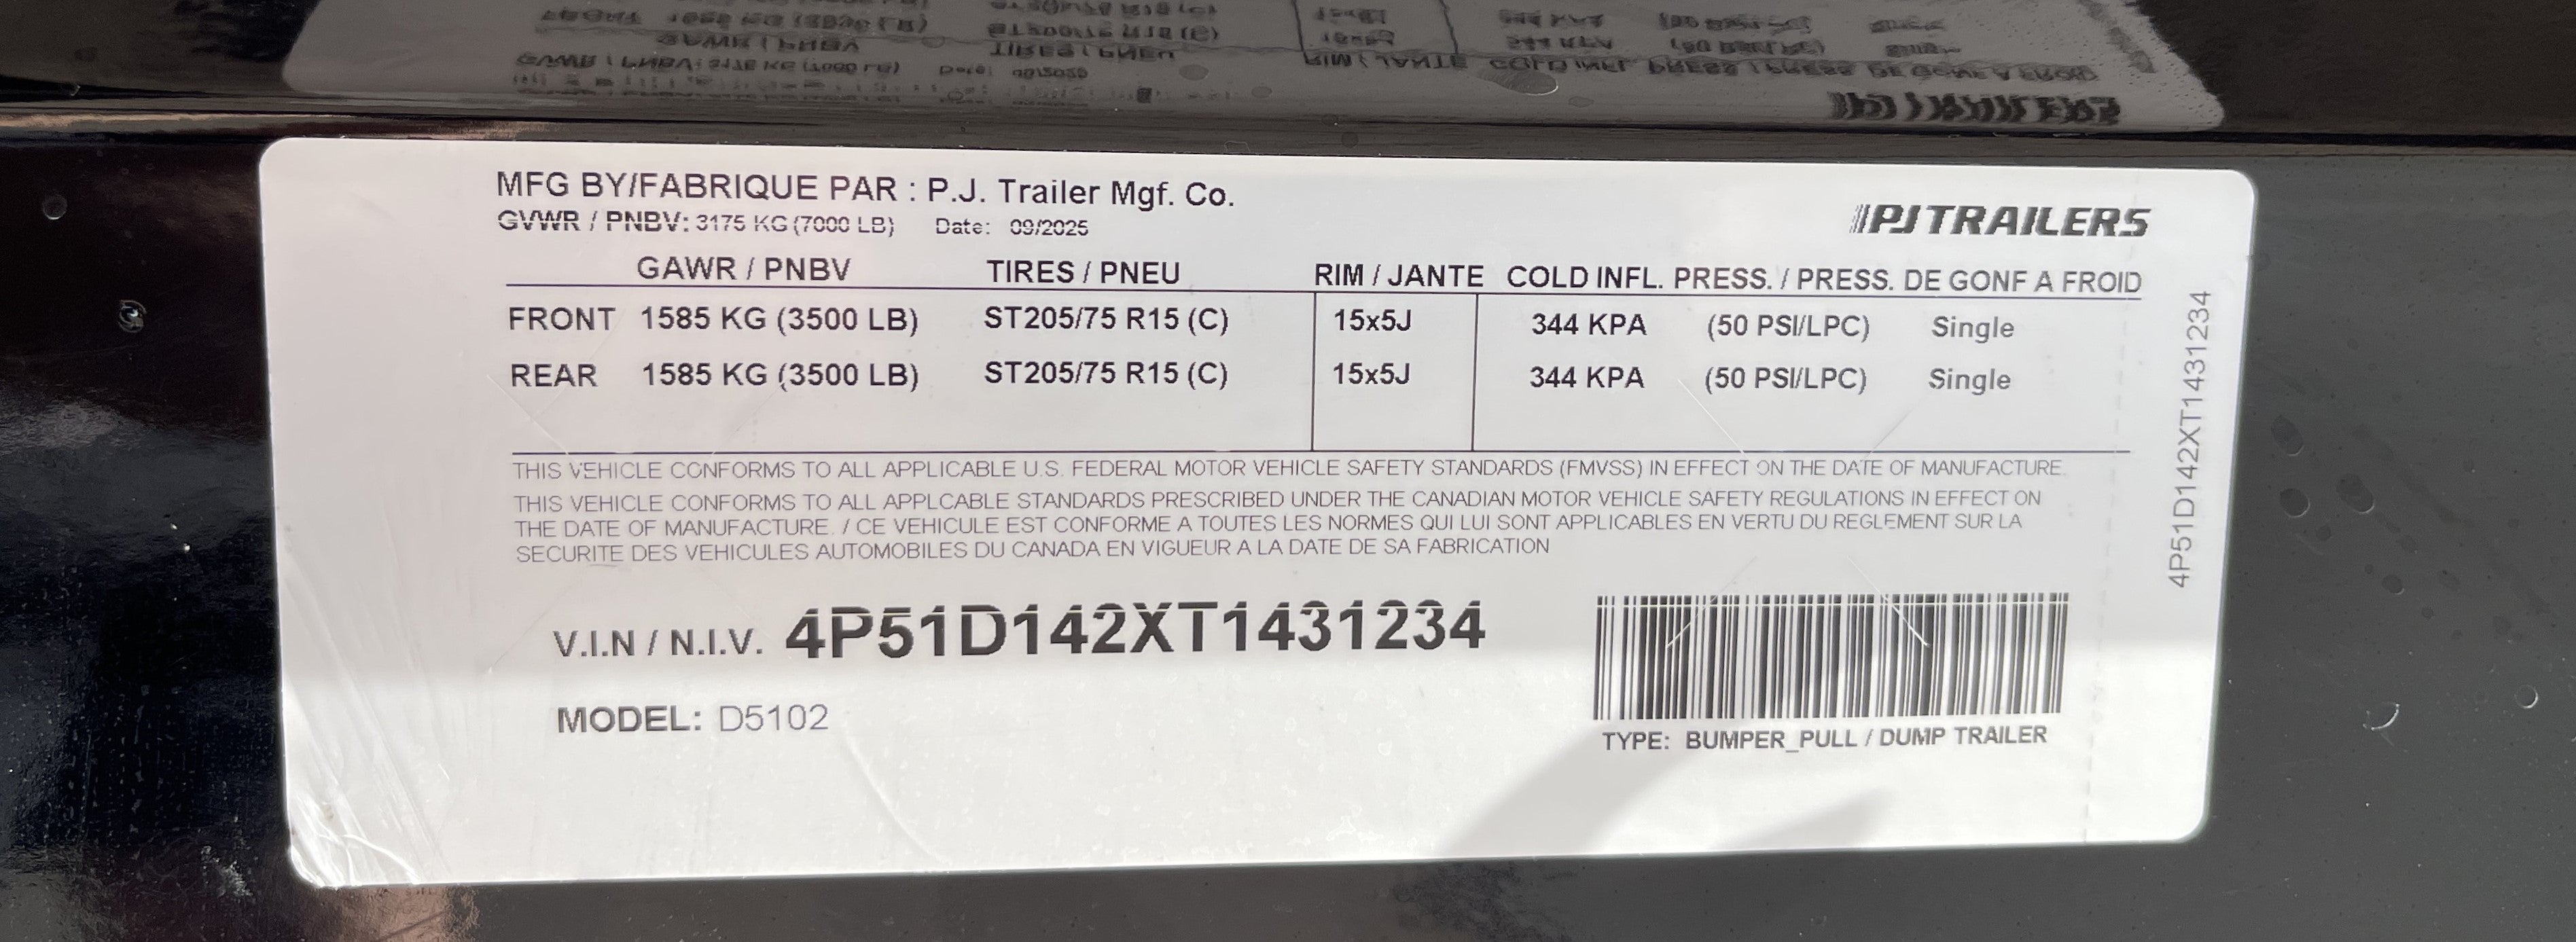 MFG BY/FABRIQUE PAR : P.J. Trailer Mgf. Co.
GVWR / PNBV: 3175 KG (7000 LB) Date: 09/2025
PJTRAILERS
GAWR / PNBV TIRES / PNEU RIM / JANTE COLD INFL. PRESS. / PRESS. DE GONF A FROID
FRONT 1585 KG (3500 LB) ST205/75 R15 (C) 15x5J 344 KPA (50 PSI/LPC) Single
REAR 1585 KG (3500 LB) ST205/75 R15 (C) 15x5J 344 KPA (50 PSI/LPC) Single
THIS VEHICLE CONFORMS TO ALL APPLICABLE U.S. FEDERAL MOTOR VEHICLE SAFETY STANDARDS (FMVSS) IN EFFECT ON THE DATE OF MANUFACTURE.
THIS VEHICLE CONFORMS TO ALL APPLCABLE STANDARDS PRESCRIBED UNDER THE CANADIAN MOTOR VEHICLE SAFETY REGULATIONS IN EFFECT ON
THE DATE OF MANUFACTURE. / CE VEHICULE EST CONFORME A TOUTES LES NORMES QUI LUI SONT APPLICABLES EN VERTU DU REGLEMENT SUR LA
SECURITE DES VEHICULES AUTOMOBILES DU CANADA EN VIGUEUR A LA DATE DE SA FABRICATION
V.I.N / N.I.V. 4P51D142XT1431234
MODEL: D5102
TYPE: BUMPER_PULL / DUMP TRAILER
4P51D142XT1431234